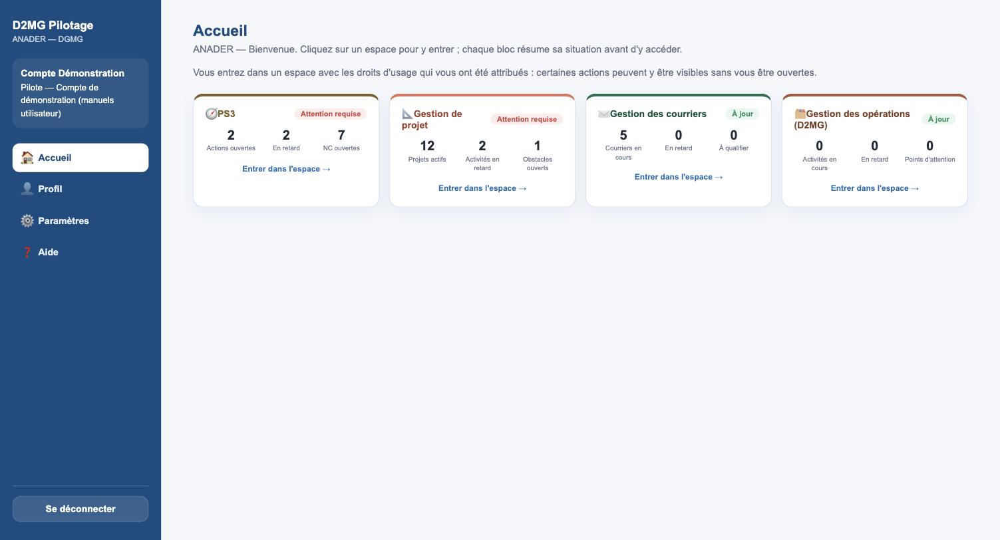 D2MG Pilotage
ANADER — DGMG
Compte Démonstration
Pilote — Compte de
démonstration (manuels
utilisateur)
Accueil
Profil
Paramètres
Aide
Se déconnecter
Accueil
ANADER — Bienvenue. Cliquez sur un espace pour y entrer ; chaque bloc résume sa situation avant d'y accéder.
Vous entrez dans un espace avec les droits d'usage qui vous ont été attribués : certaines actions peuvent y être visibles sans vous être ouvertes.
PS3
Attention requise
2 2 7
Actions ouvertes En retard NC ouvertes
Entrer dans l'espace →
Gestion de
projet
Attention requise
12 2 1
Projets actifs Activités en Obstacles
retard ouverts
Entrer dans l'espace →
Gestion des courriers
À jour
5 0 0
Courriers en En retard À qualifier
cours
Entrer dans l'espace →
Gestion des opérations
(D2MG)
À jour
0 0 0
Activités en En retard Points d'attention
cours
Entrer dans l'espace →